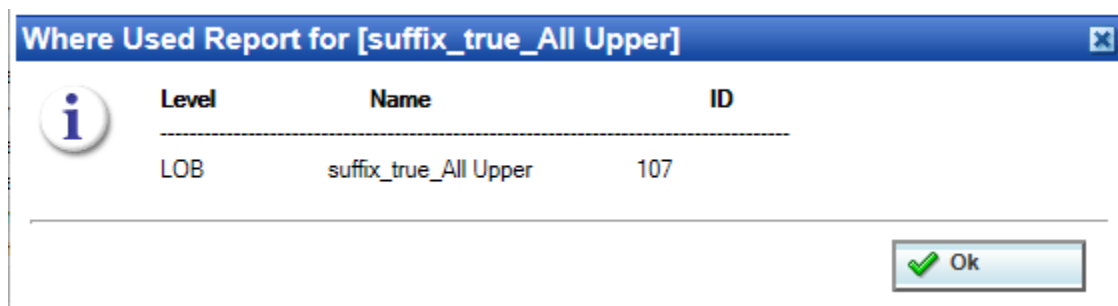 Where Used Report for [suffix_true_All Upper]
Level Name ID
--------------------------------------------------------------------------------------
LOB suffix_true_All Upper 107
Ok